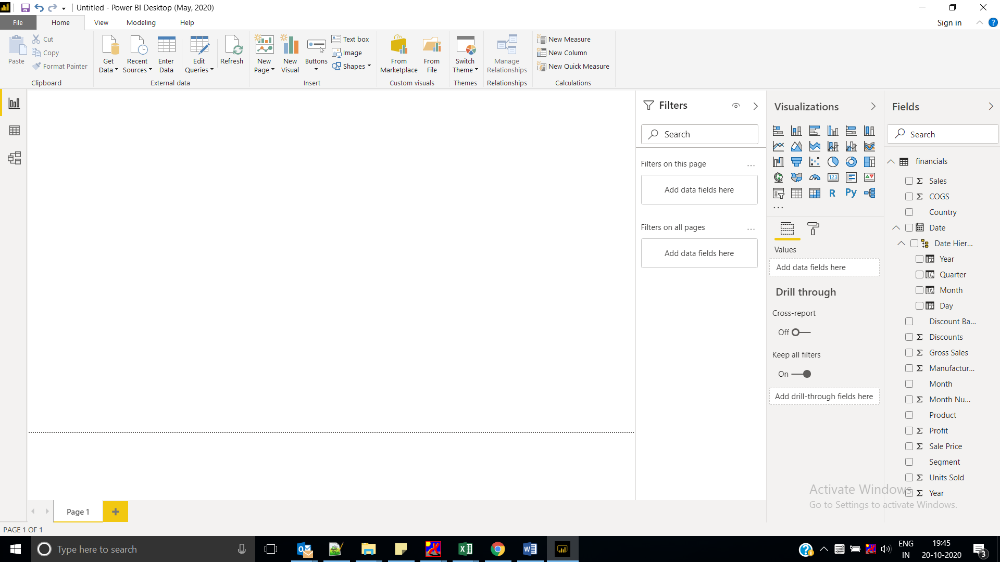 Untitled - Power BI Desktop (May, 2020)
File Home View Modeling Help Sign in ?
Paste
Cut
Copy
Format Painter
Clipboard
Get Data
Recent Sources
Enter Data
Edit Queries
Refresh
External data
New Page
New Visual
Buttons
Text box
Image
Shapes
Insert
From Marketplace
From File
Custom visuals
Switch Theme
Themes
Manage Relationships
Relationships
New Measure
New Column
New Quick Measure
Calculations
Filters
Search
Filters on this page ...
Add data fields here
Filters on all pages ...
Add data fields here
Visualizations
123
R Py
...
Values
Add data fields here
Drill through
Cross-report
Off
Keep all filters
On
Add drill-through fields here
Fields
Search
financials
Σ Sales
Σ COGS
Country
Date
Date Hier...
Year
Quarter
Month
Day
Discount Ba...
Σ Discounts
Σ Gross Sales
Σ Manufactur...
Month
Σ Month Nu...
Product
Σ Profit
Σ Sale Price
Segment
Σ Units Sold
Σ Year
Activate Windows
Go to Settings to activate Windows.
Page 1 +
PAGE 1 OF 1
Type here to search
ENG
IN
19:45
20-10-2020
3